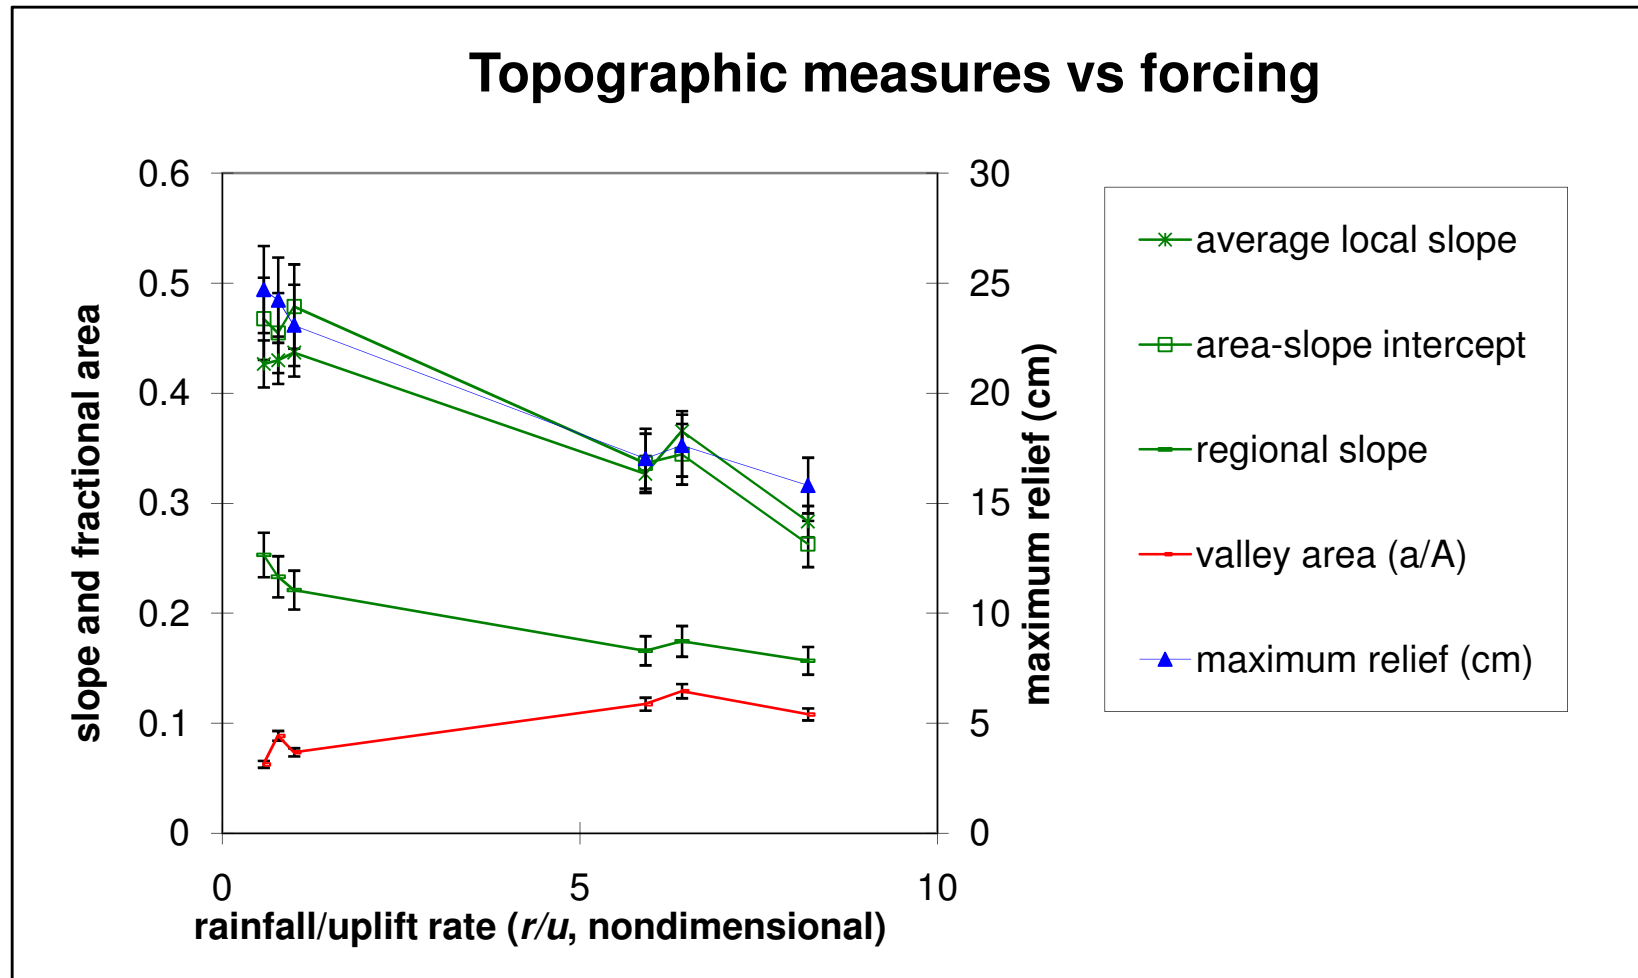 Topographic measures vs forcing
0.6
0.5
0.4
0.3
0.2
0.1
0
slope and fractional area
30
25
20
15
10
5
0
maximum relief (cm)
0
5
10
rainfall/uplift rate (r/u, nondimensional)
average local slope
area-slope intercept
regional slope
valley area (a/A)
maximum relief (cm)